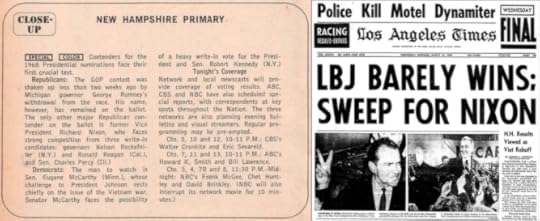 CLOSE-
UP
NEW HAMPSHIRE PRIMARY
SPECIAL COLOR Contenders for the
1968 Presidential nominations face their
first crucial test.
Republicans: The GOP contest was
shaken up less than two weeks ago by
Michigan governor George Romney's
withdrawal from the race. His name,
however, has remained on the ballot.
The only other major Republican con-
tender on the ballot is former Vice
President Richard Nixon, who faces
strong opposition from three write-in
candidates: governors Nelson Rockefel-
ler (N.Y.) and Ronald Reagan (Cal.),
and Sen. Charles Percy (Ill.)
Democrats: The man to watch in
Sen. Eugene McCarthy (Minn.), whose
challenge to President Johnson rests
chiefly on the issue of the Vietnam war.
Senator McCarthy faces the possibility
of a heavy write-in vote for the Presi-
dent and Sen. Robert Kennedy (N.Y.)
Tonight's Coverage
Network and local newscasts will pro-
vide coverage of voting results. ABC,
CBS and NBC have also scheduled spe-
cial reports, with correspondents at key
spots throughout the Nation. The three
networks are also planning evening bul-
letins and visual streamers. Regular pro-
gramming may be pre-empted.
Chs. 5, 10 and 12, 10-11 P.M.: CBS's
Walter Cronkite and Eric Sevareid.
Chs. 7, 11 and 13, 10-11 P.M.; ABC's
Howard K. Smith and Bill Lawrence.
Chs. 3, 4, 7R and 8, 11:30 P.M.-Mid-
night: NBC's Frank McGee, Chet Hunt-
ley and David Brinkley. (NBC will also
interrupt its network movie for 10 min-
utes.)
Police Kill Motel Dynamiter
WEDNESDAY
FINAL
RACING
Los Angeles Times
LBJ BARELY WINS;
SWEEP FOR NIXON
H.H. Results
Viewed as
Viet Rebuff